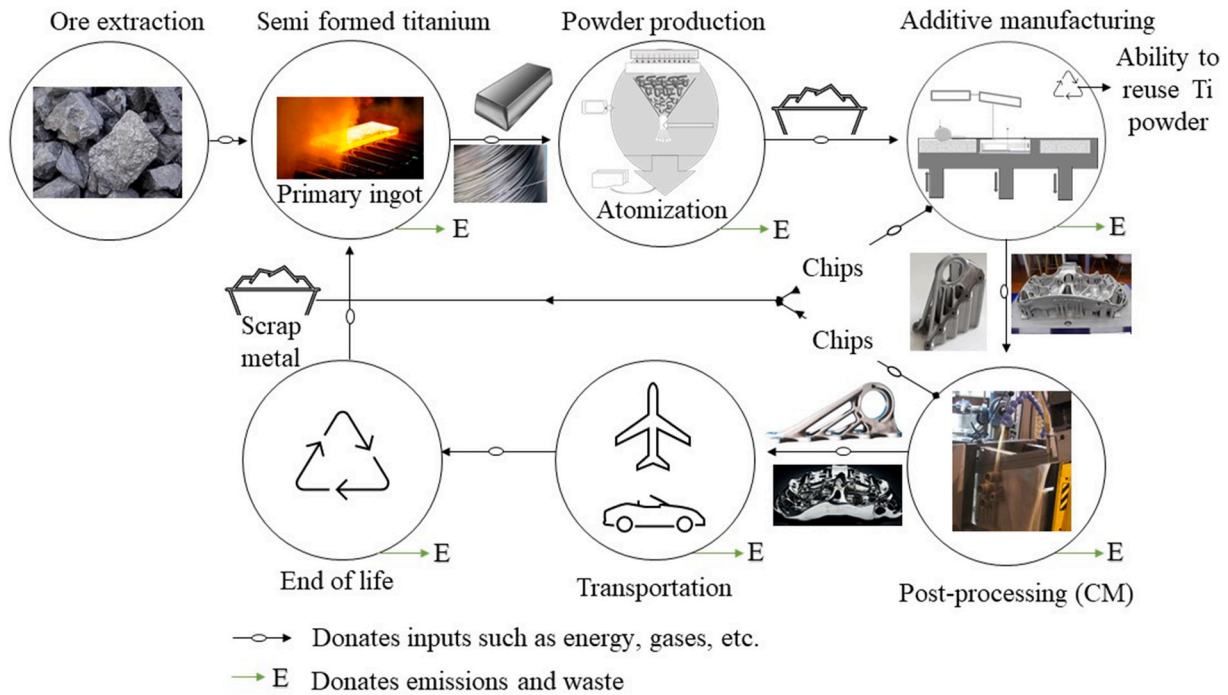 Ore extraction
Semi formed titanium
Powder production
Additive manufacturing
Ability to
reuse Ti
powder
Primary ingot
Atomization
E
E
E
Chips
Scrap
metal
Chips
E
E
E
End of life
Transportation
Post-processing (CM)
Donates inputs such as energy, gases, etc.
E
Donates emissions and waste